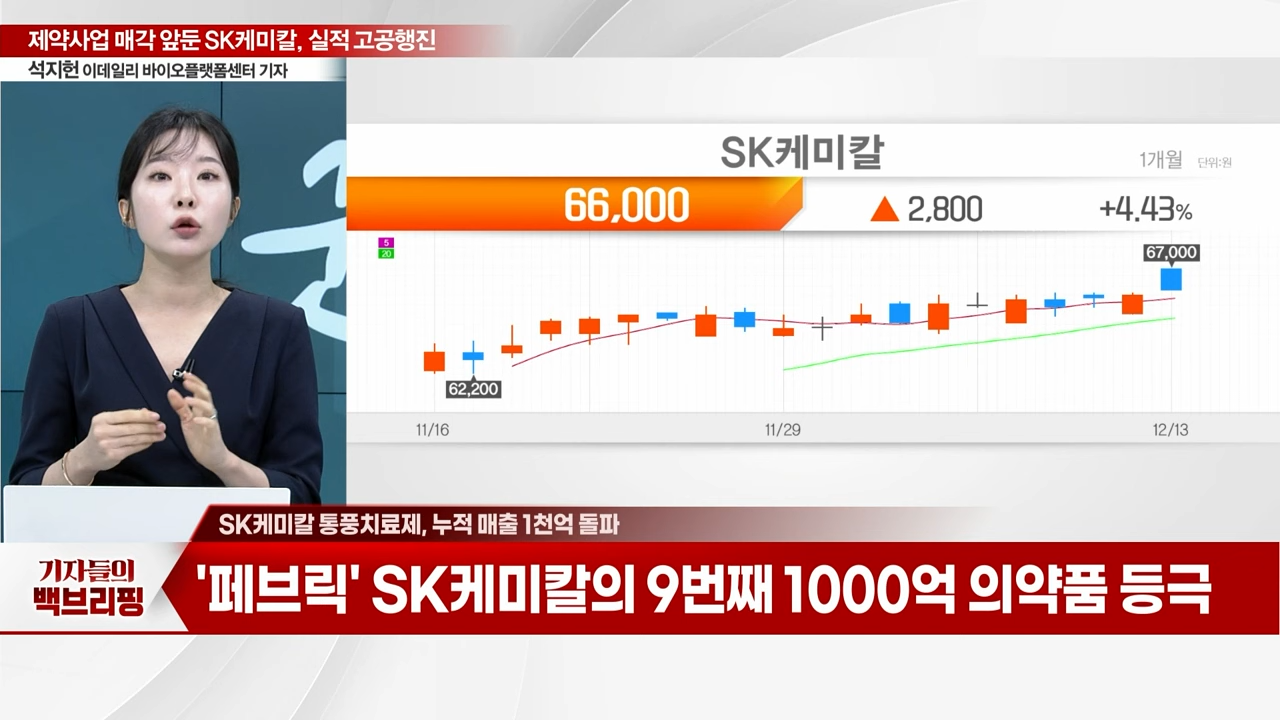 제약사업 매각 앞둔 SK케미칼, 실적 고공행진
석지헌 이데일리 바이오플랫폼센터 기자
SK케미칼
1개월 단위:원
66,000 ▲ 2,800 +4.43%
5
20
67,000
62,200
11/16 11/29 12/13
SK케미칼 통풍치료제, 누적 매출 1천억 돌파
기자들의
백브리핑
'페브릭' SK케미칼의 9번째 1000억 의약품 등극